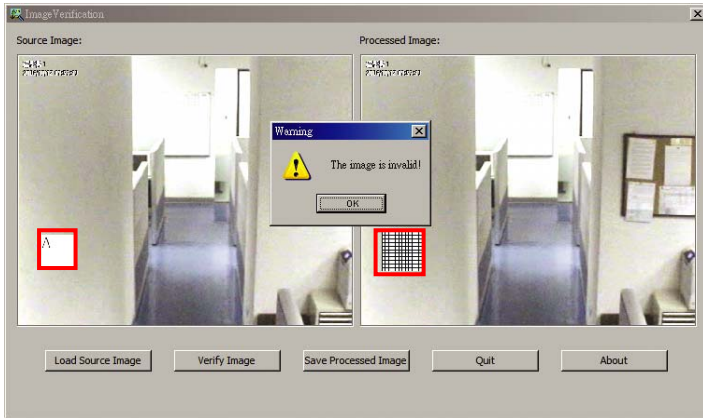 ImageVerification
Source Image:
Processed Image:
Warning
The image is invalid!
OK
A
Load Source Image
Verify Image
Save Processed Image
Quit
About